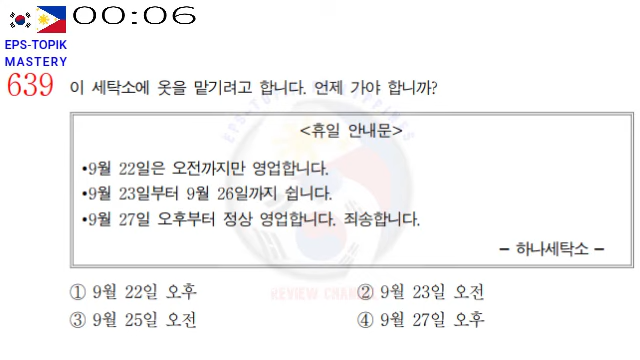 00:06
EPS-TOPIK
MASTERY
639 이 세탁소에 옷을 맡기려고 합니다. 언제 가야 합니까?
<휴일 안내문>
•9월 22일은 오전까지만 영업합니다.
•9월 23일부터 9월 26일까지 쉽니다.
•9월 27일 오후부터 정상 영업합니다. 죄송합니다.
– 하나세탁소 –
① 9월 22일 오후 ② 9월 23일 오전
③ 9월 25일 오전 ④ 9월 27일 오후